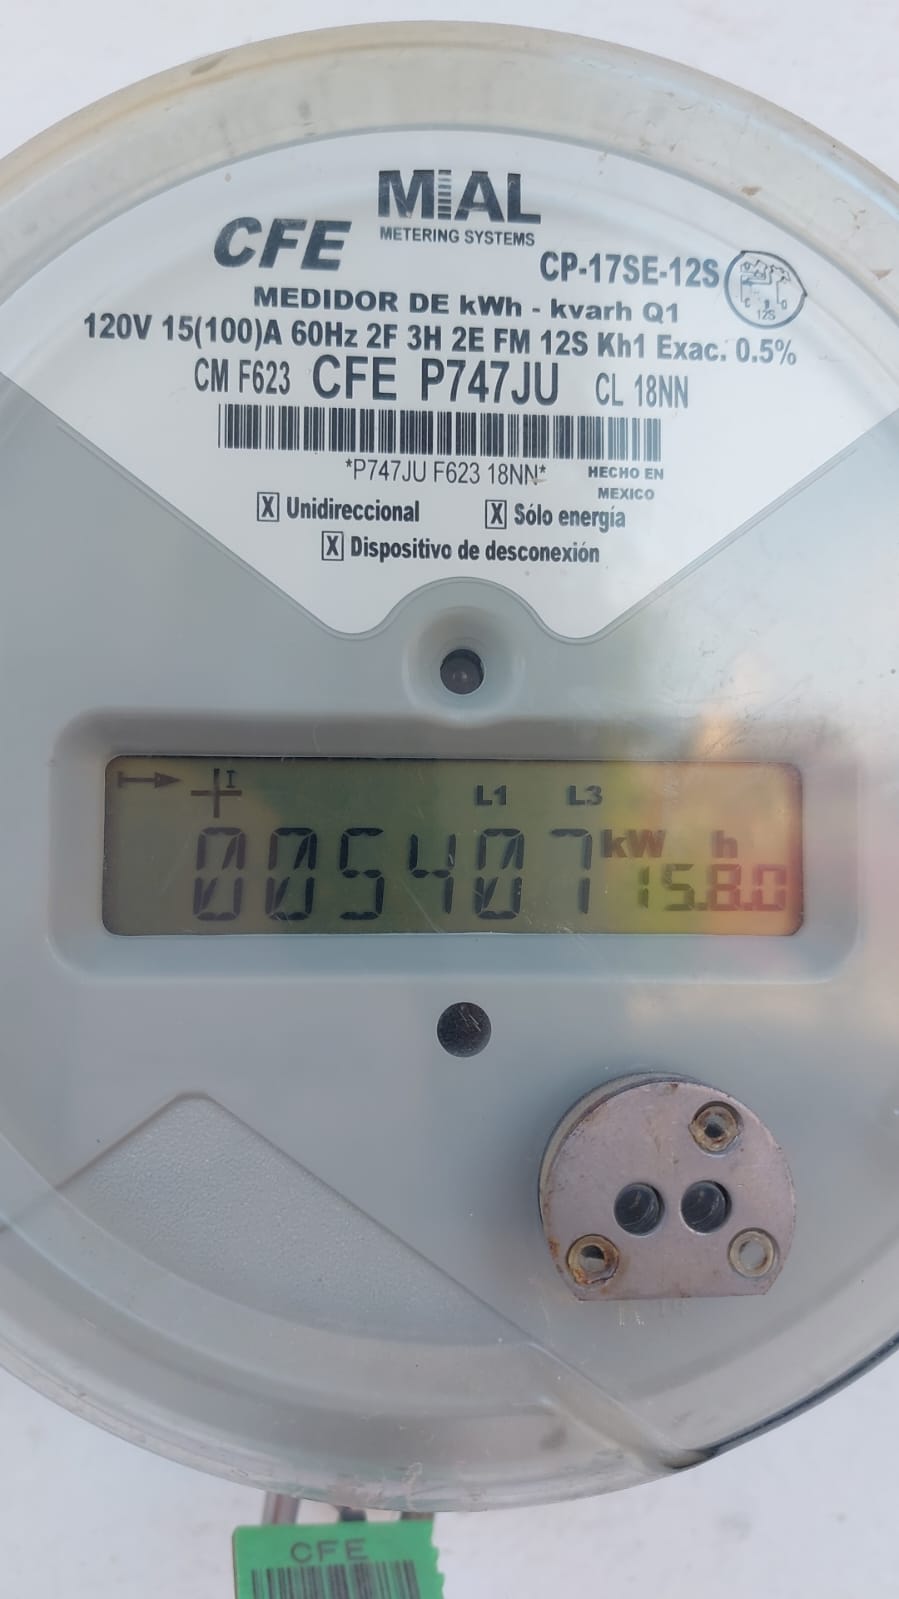 MIAL
METERING SYSTEMS
CFE
CP-17SE-12S
12S
MEDIDOR DE kWh - kvarh Q1
120V 15(100)A 60Hz 2F 3H 2E FM 12S Kh1 Exac. 0.5%
CM F623 CFE P747JU CL 18NN
*P747JU F623 18NN*
HECHO EN
MEXICO
X Unidireccional X Sólo energía
X Dispositivo de desconexión
L1 L3
005407 kW h
15.8.0
CFE